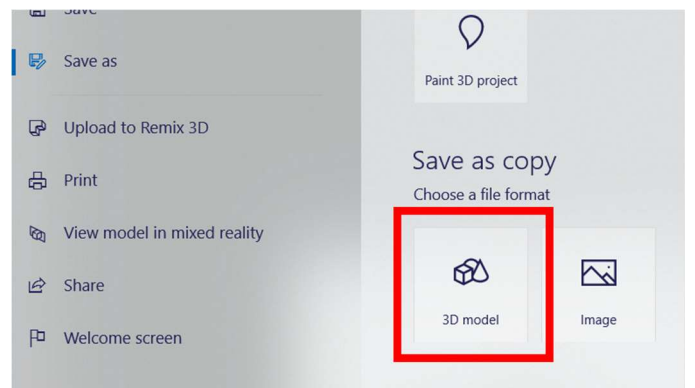 Save
Save as
Upload to Remix 3D
Print
View model in mixed reality
Share
Welcome screen
Paint 3D project
Save as copy
Choose a file format
3D model
Image